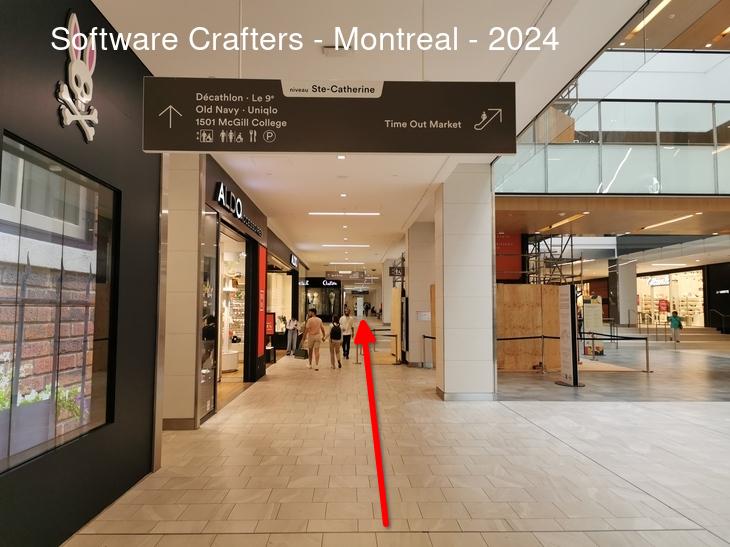 Software Crafters - Montreal - 2024
niveau Ste-Catherine
Décathlon · Le 9e
Old Navy · Uniqlo
1501 McGill College
P
Time Out Market
ALDO